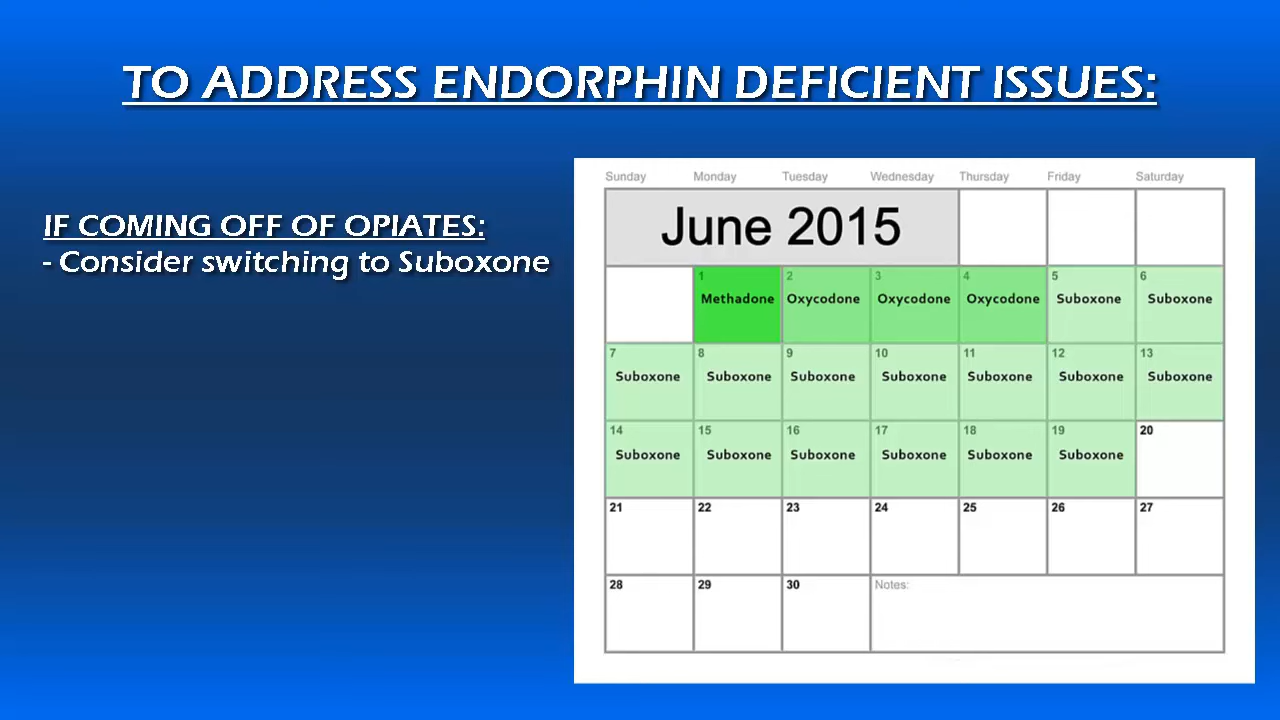 TO ADDRESS ENDORPHIN DEFICIENT ISSUES:
IF COMING OFF OF OPIATES:
- Consider switching to Suboxone
Sunday Monday Tuesday Wednesday Thursday Friday Saturday
June 2015
1 2 3 4 5 6
Methadone Oxycodone Oxycodone Oxycodone Suboxone Suboxone
7 8 9 10 11 12 13
Suboxone Suboxone Suboxone Suboxone Suboxone Suboxone Suboxone
14 15 16 17 18 19 20
Suboxone Suboxone Suboxone Suboxone Suboxone Suboxone
21 22 23 24 25 26 27
28 29 30 Notes: